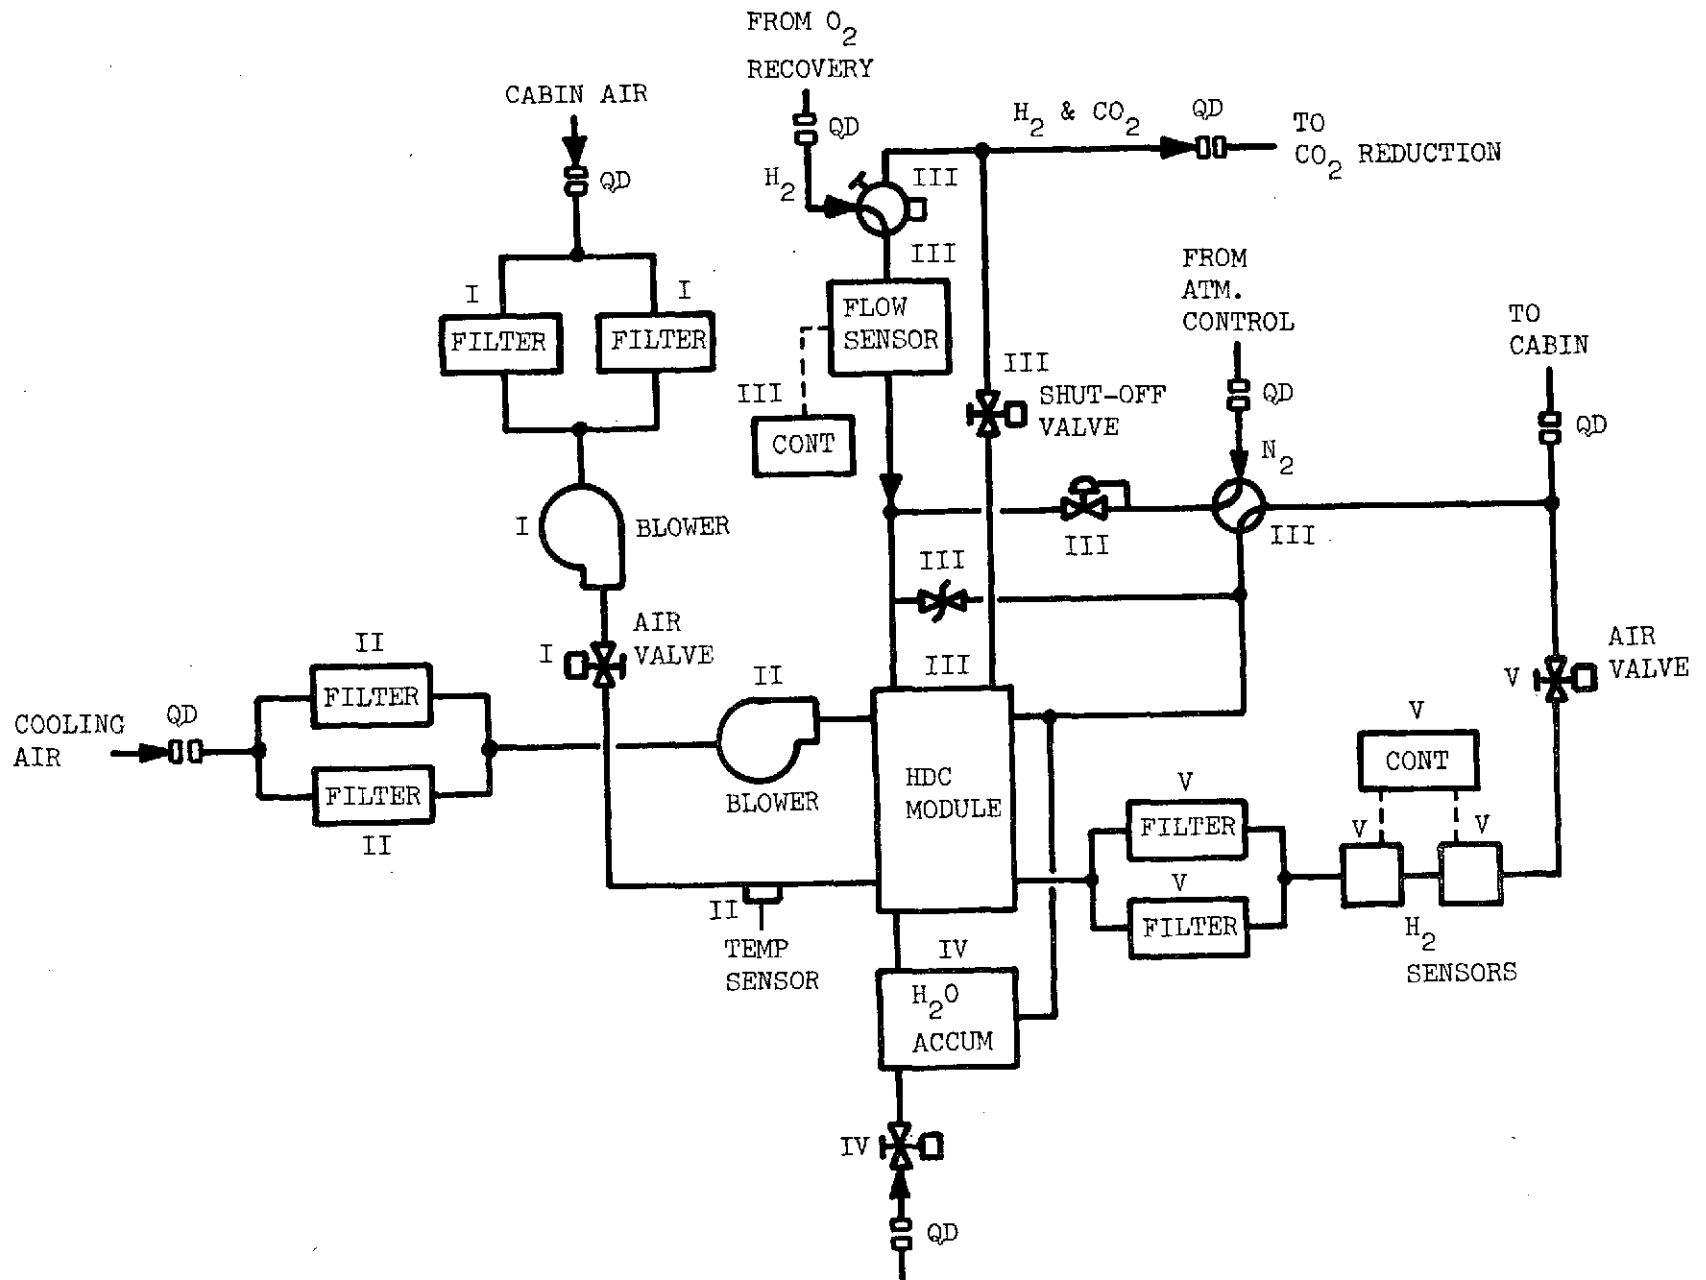 FROM O2
RECOVERY
CABIN AIR
QD
H2 & CO2
QD
TO
CO2 REDUCTION
QD
H2
III
III
FROM
ATM.
CONTROL
TO
CABIN
I
I
FILTER
FILTER
FLOW
SENSOR
III
CONT
III
SHUT-OFF
VALVE
QD
QD
N2
I
BLOWER
III
III
III
I
AIR
VALVE
III
AIR
VALVE
V
COOLING
AIR
QD
II
FILTER
FILTER
II
II
BLOWER
HDC
MODULE
V
CONT
V
FILTER
V
FILTER
V
V
H2
SENSORS
II
TEMP
SENSOR
IV
H2O
ACCUM
IV
QD